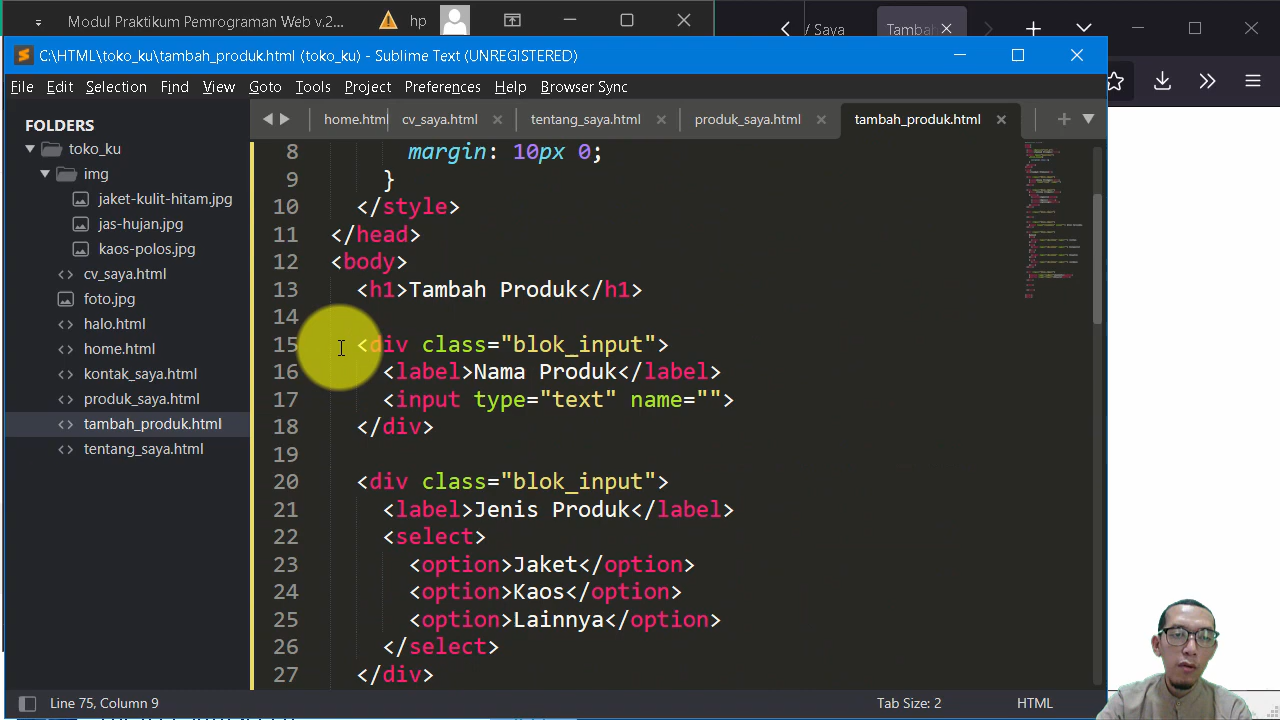 Modul Praktikum Pemrograman Web v.2... hp
/ Saya Tambah
C:\HTML\toko_ku\tambah_produk.html (toko_ku) - Sublime Text (UNREGISTERED)
File Edit Selection Find View Goto Tools Project Preferences Help Browser Sync
FOLDERS
toko_ku
img
jaket-kulit-hitam.jpg
jas-hujan.jpg
kaos-polos.jpg
cv_saya.html
foto.jpg
halo.html
home.html
kontak_saya.html
produk_saya.html
tambah_produk.html
tentang_saya.html
home.html cv_saya.html tentang_saya.html produk_saya.html tambah_produk.html
8 margin: 10px 0;
9 }
10 </style>
11 </head>
12 <body>
13 <h1>Tambah Produk</h1>
14
15 <div class="blok_input">
16 <label>Nama Produk</label>
17 <input type="text" name="">
18 </div>
19
20 <div class="blok_input">
21 <label>Jenis Produk</label>
22 <select>
23 <option>Jaket</option>
24 <option>Kaos</option>
25 <option>Lainnya</option>
26 </select>
27 </div>
Line 75, Column 9 Tab Size: 2 HTML